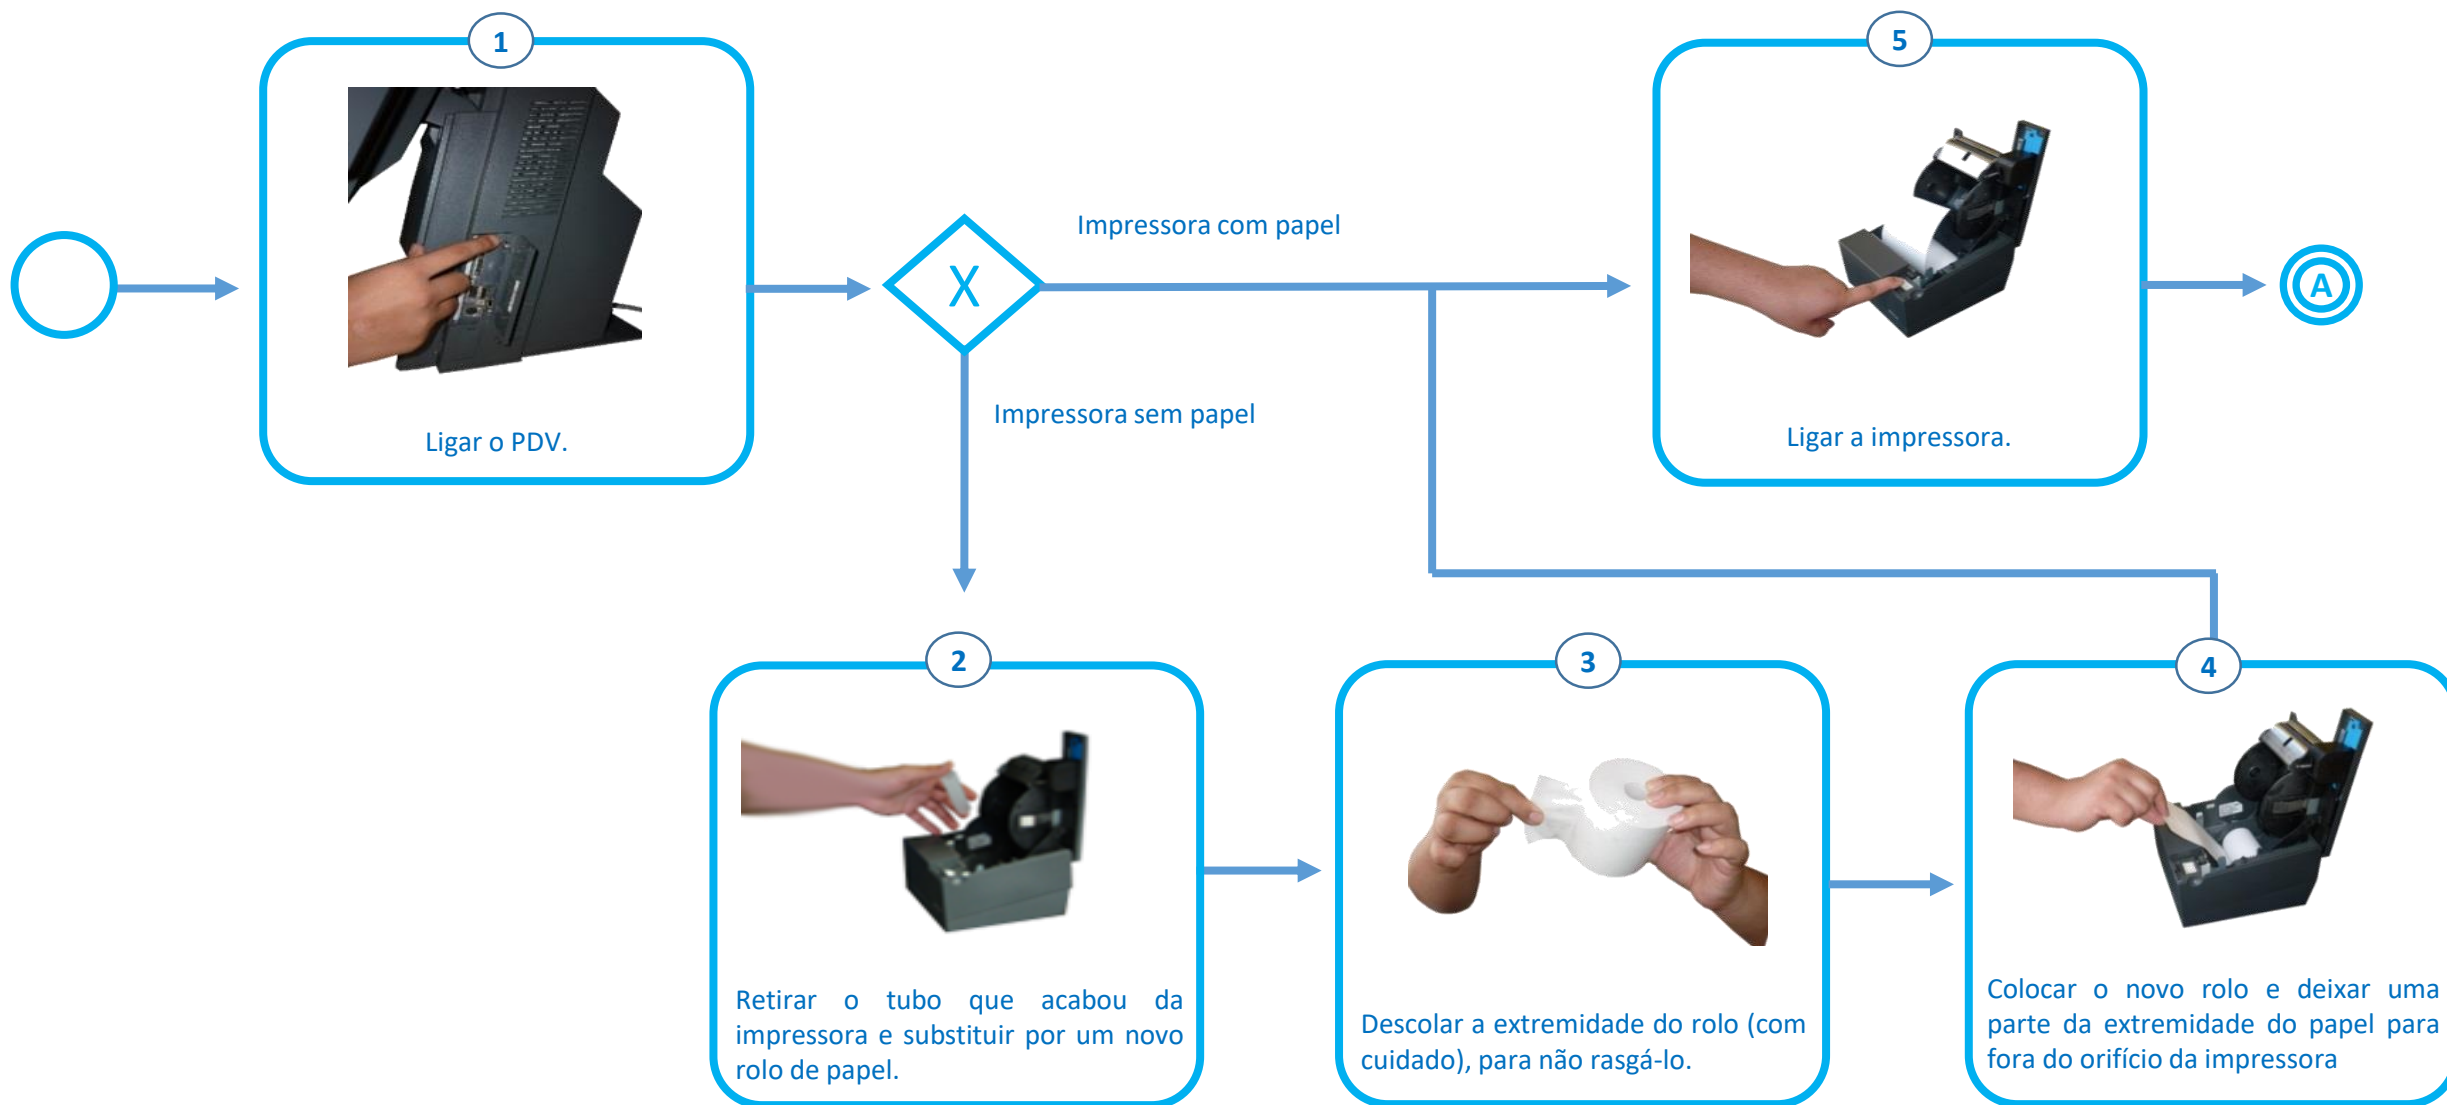 1
Ligar o PDV.
X
Impressora com papel
Impressora sem papel
5
Ligar a impressora.
A
2
Retirar o tubo que acabou da
impressora e substituir por um novo
rolo de papel.
3
Descolar a extremidade do rolo (com
cuidado), para não rasgá-lo.
4
Colocar o novo rolo e deixar uma
parte da extremidade do papel para
fora do orifício da impressora